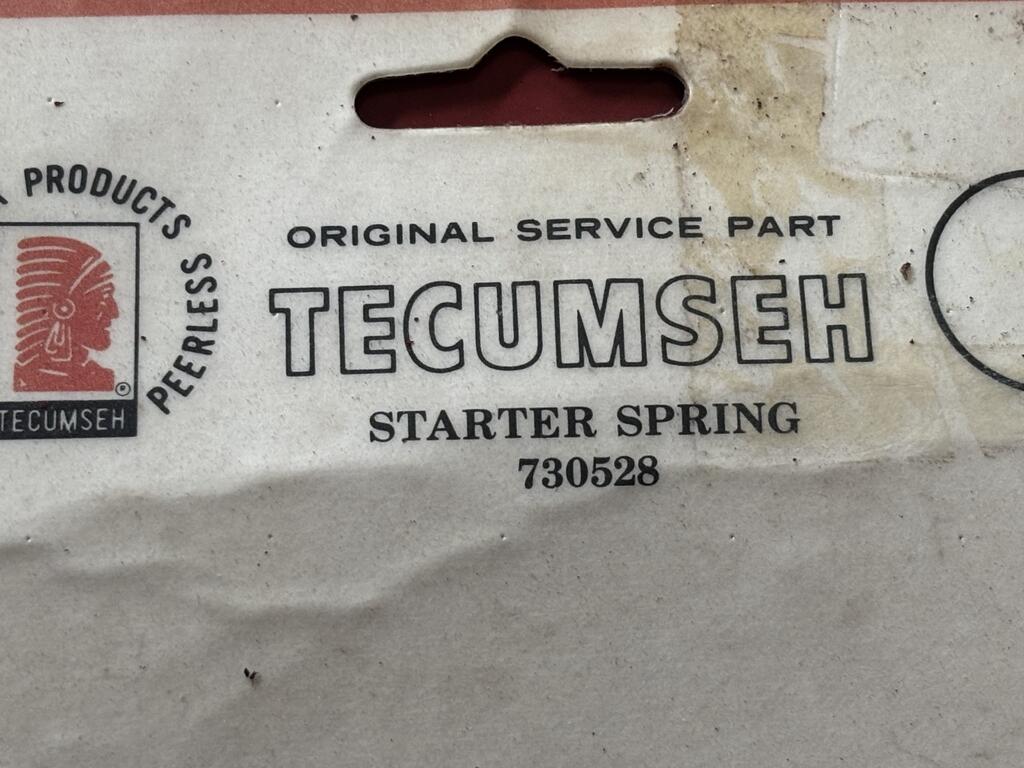 PRODUCTS
PEERLESS
TECUMSEH
ORIGINAL SERVICE PART
TECUMSEH
STARTER SPRING
730528